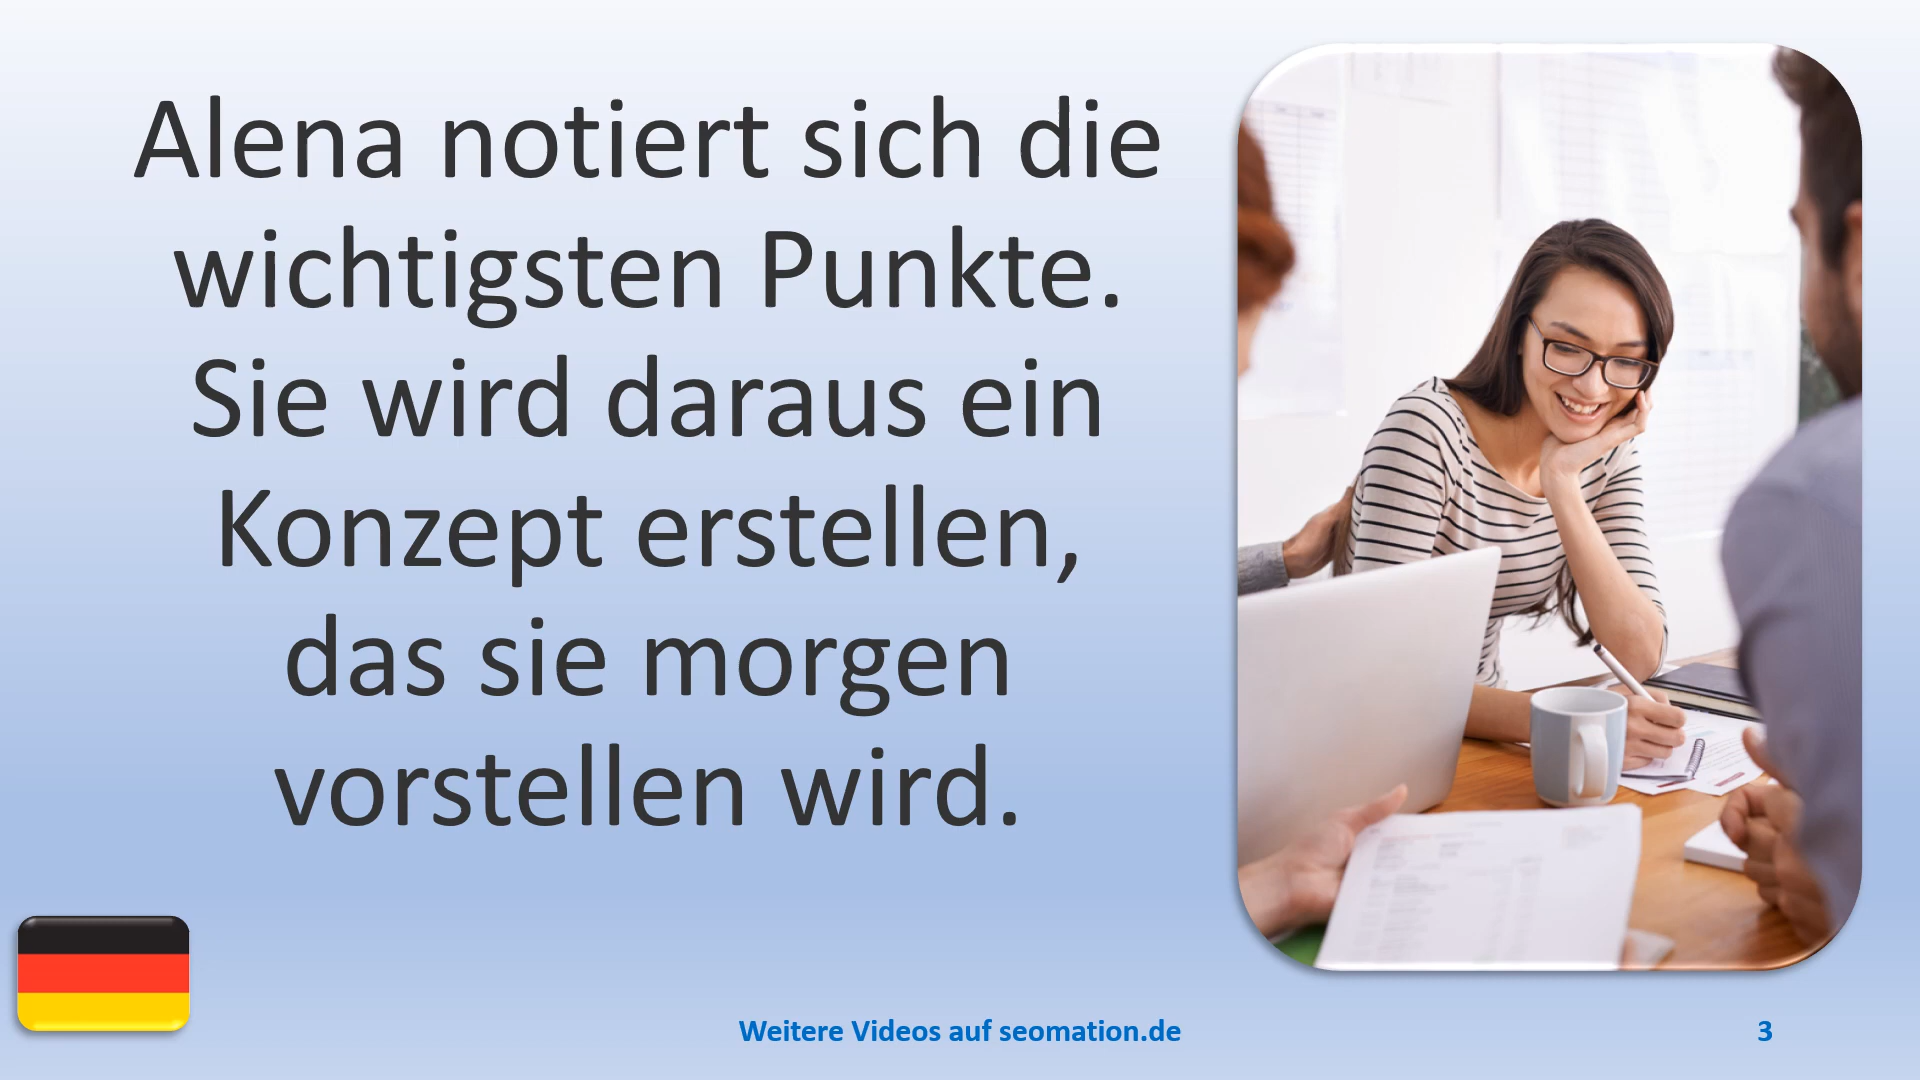 Alena notiert sich die
wichtigsten Punkte.
Sie wird daraus ein
Konzept erstellen,
das sie morgen
vorstellen wird.
Weitere Videos auf seomation.de
3